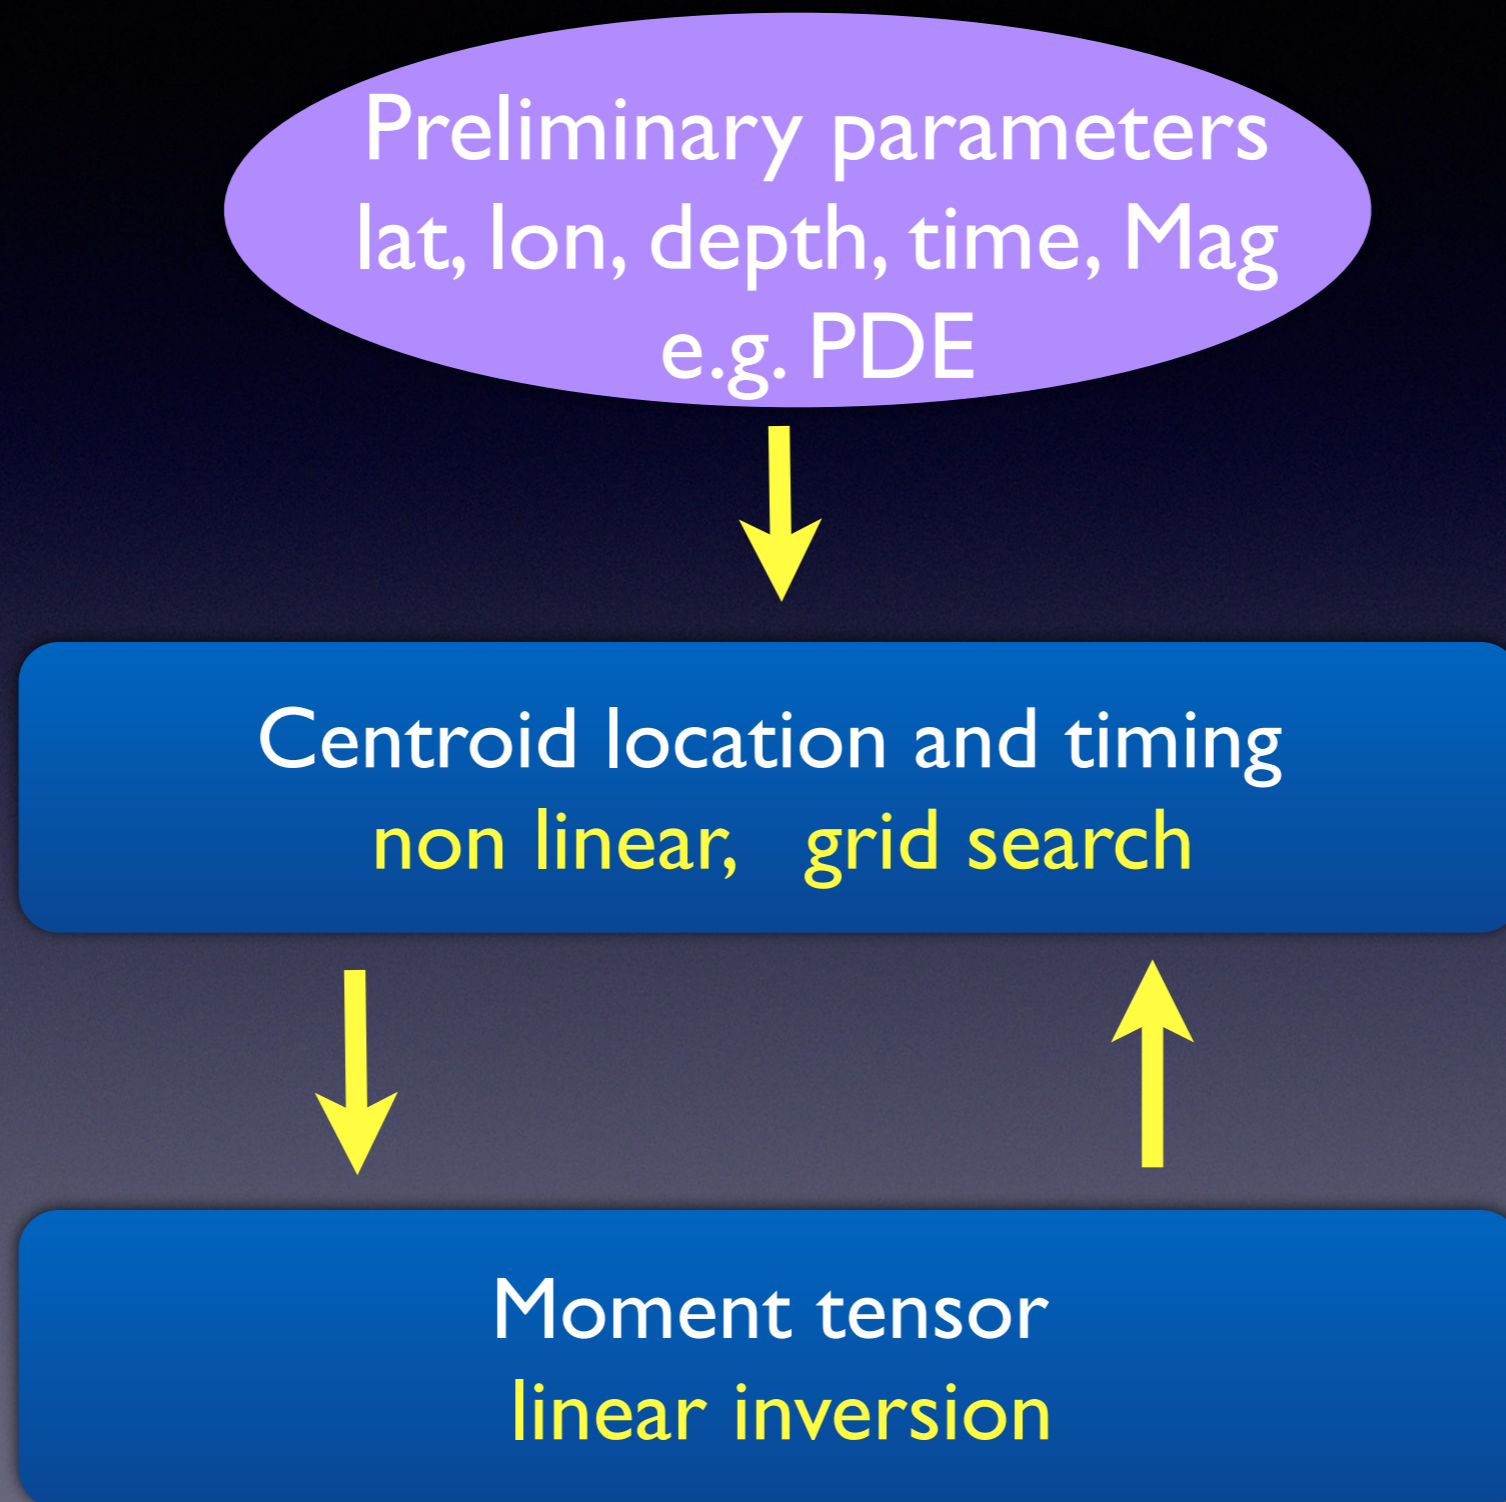 Preliminary parameters
lat, lon, depth, time, Mag
e.g. PDE
Centroid location and timing
non linear, grid search
Moment tensor
linear inversion